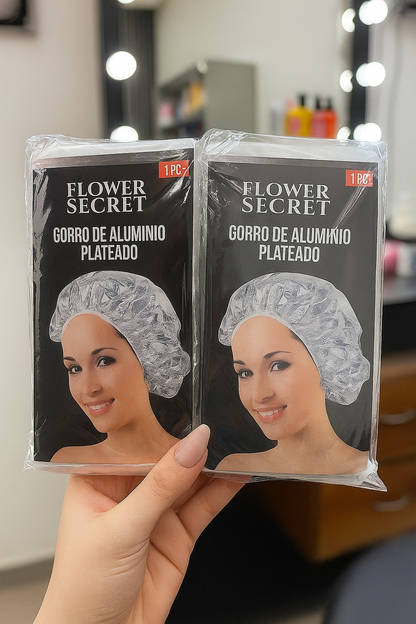 1 PC-
FLOWER
SECRET
GORRO DE ALUMINIO
PLATEADO
1 PC
FLOWER
SECRET
GORRO DE ALUMINIO
PLATEADO